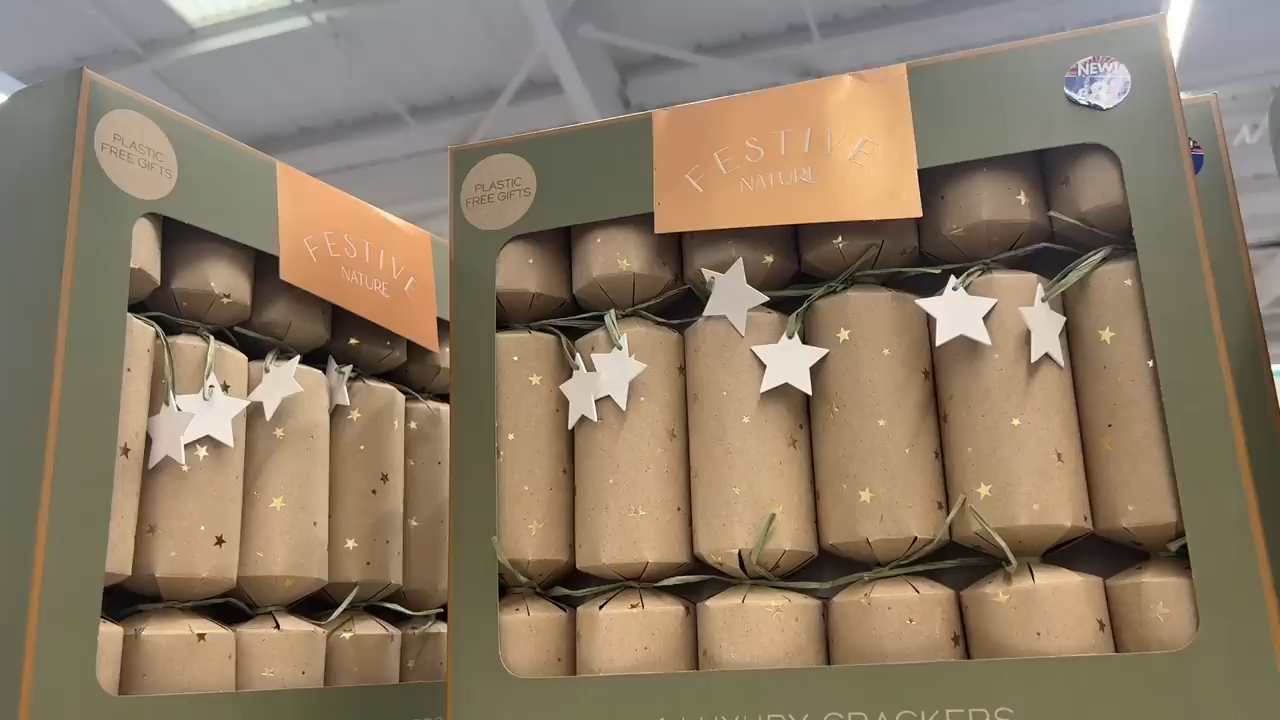 PLASTIC
FREE GIFTS
FESTIVE
NATURE
PLASTIC
FREE GIFTS
FESTIVE
NATURE
NEW!
LUXURY CRACKERS